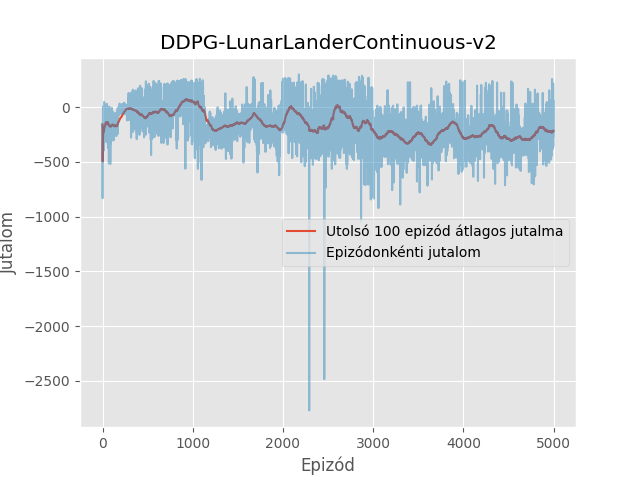 DDPG-LunarLanderContinuous-v2
0
−500
−1000
−1500
−2000
−2500
Jutalom
Utolsó 100 epizód átlagos jutalma
Epizódonkénti jutalom
0 1000 2000 3000 4000 5000
Epizód